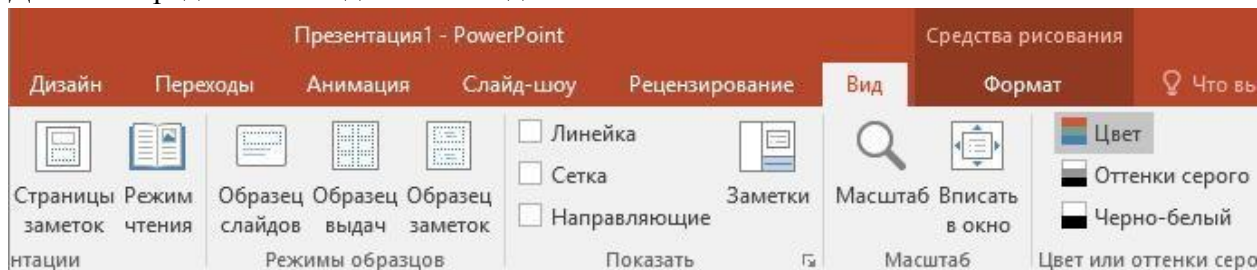 Презентация1 - PowerPoint Средства рисования
Дизайн Переходы Анимация Слайд-шоу Рецензирование Вид Формат Что вы
Страницы заметок
Режим чтения
Образец слайдов
Образец выдач
Образец заметок
Линейка
Сетка
Направляющие
Заметки
Масштаб
Вписать в окно
Цвет
Оттенки серого
Черно-белый
нтации Режимы образцов Показать Масштаб Цвет или оттенки серо